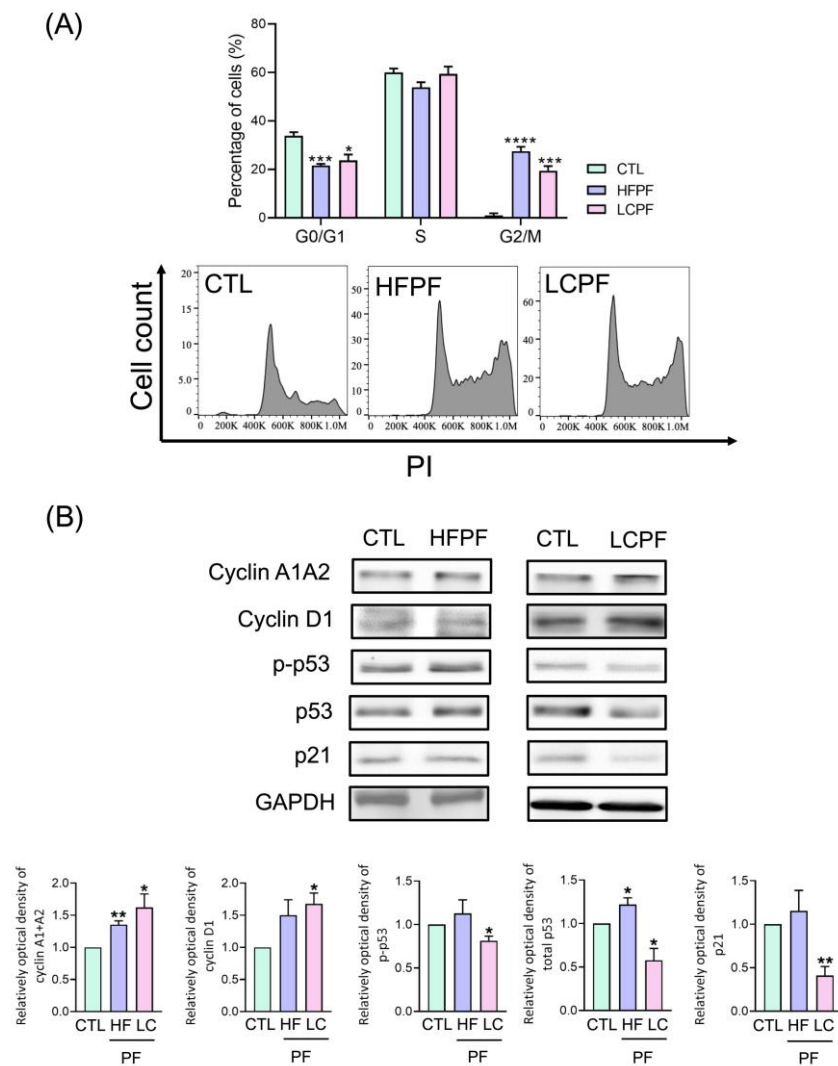 (A)
Percentage of cells (%)
80
60
40
20
0
*** *
**** ***
G0/G1 S G2/M
CTL
HFPF
LCPF
Cell count
CTL
20
15
10
5.0
0
0 200K 400K 600K 800K 1.0M
HFPF
50
40
30
20
10
0
0 200K 400K 600K 800K 1.0M
LCPF
60
40
20
0
0 200K 400K 600K 800K 1.0M
PI
(B)
CTL HFPF CTL LCPF
Cyclin A1A2
Cyclin D1
p-p53
p53
p21
GAPDH
Relatively optical density of
cyclin A1+A2
2.0
1.5
1.0
0.5
0.0
** *
CTL HF LC
PF
Relatively optical density of
cyclin D1
2.0
1.5
1.0
0.5
0.0
*
CTL HF LC
PF
Relatively optical density of
p-p53
1.5
1.0
0.5
0.0
*
CTL HF LC
PF
Relatively optical density of
total p53
1.5
1.0
0.5
0.0
* *
CTL HF LC
PF
Relatively optical density of
p21
1.5
1.0
0.5
0.0
**
CTL HF LC
PF